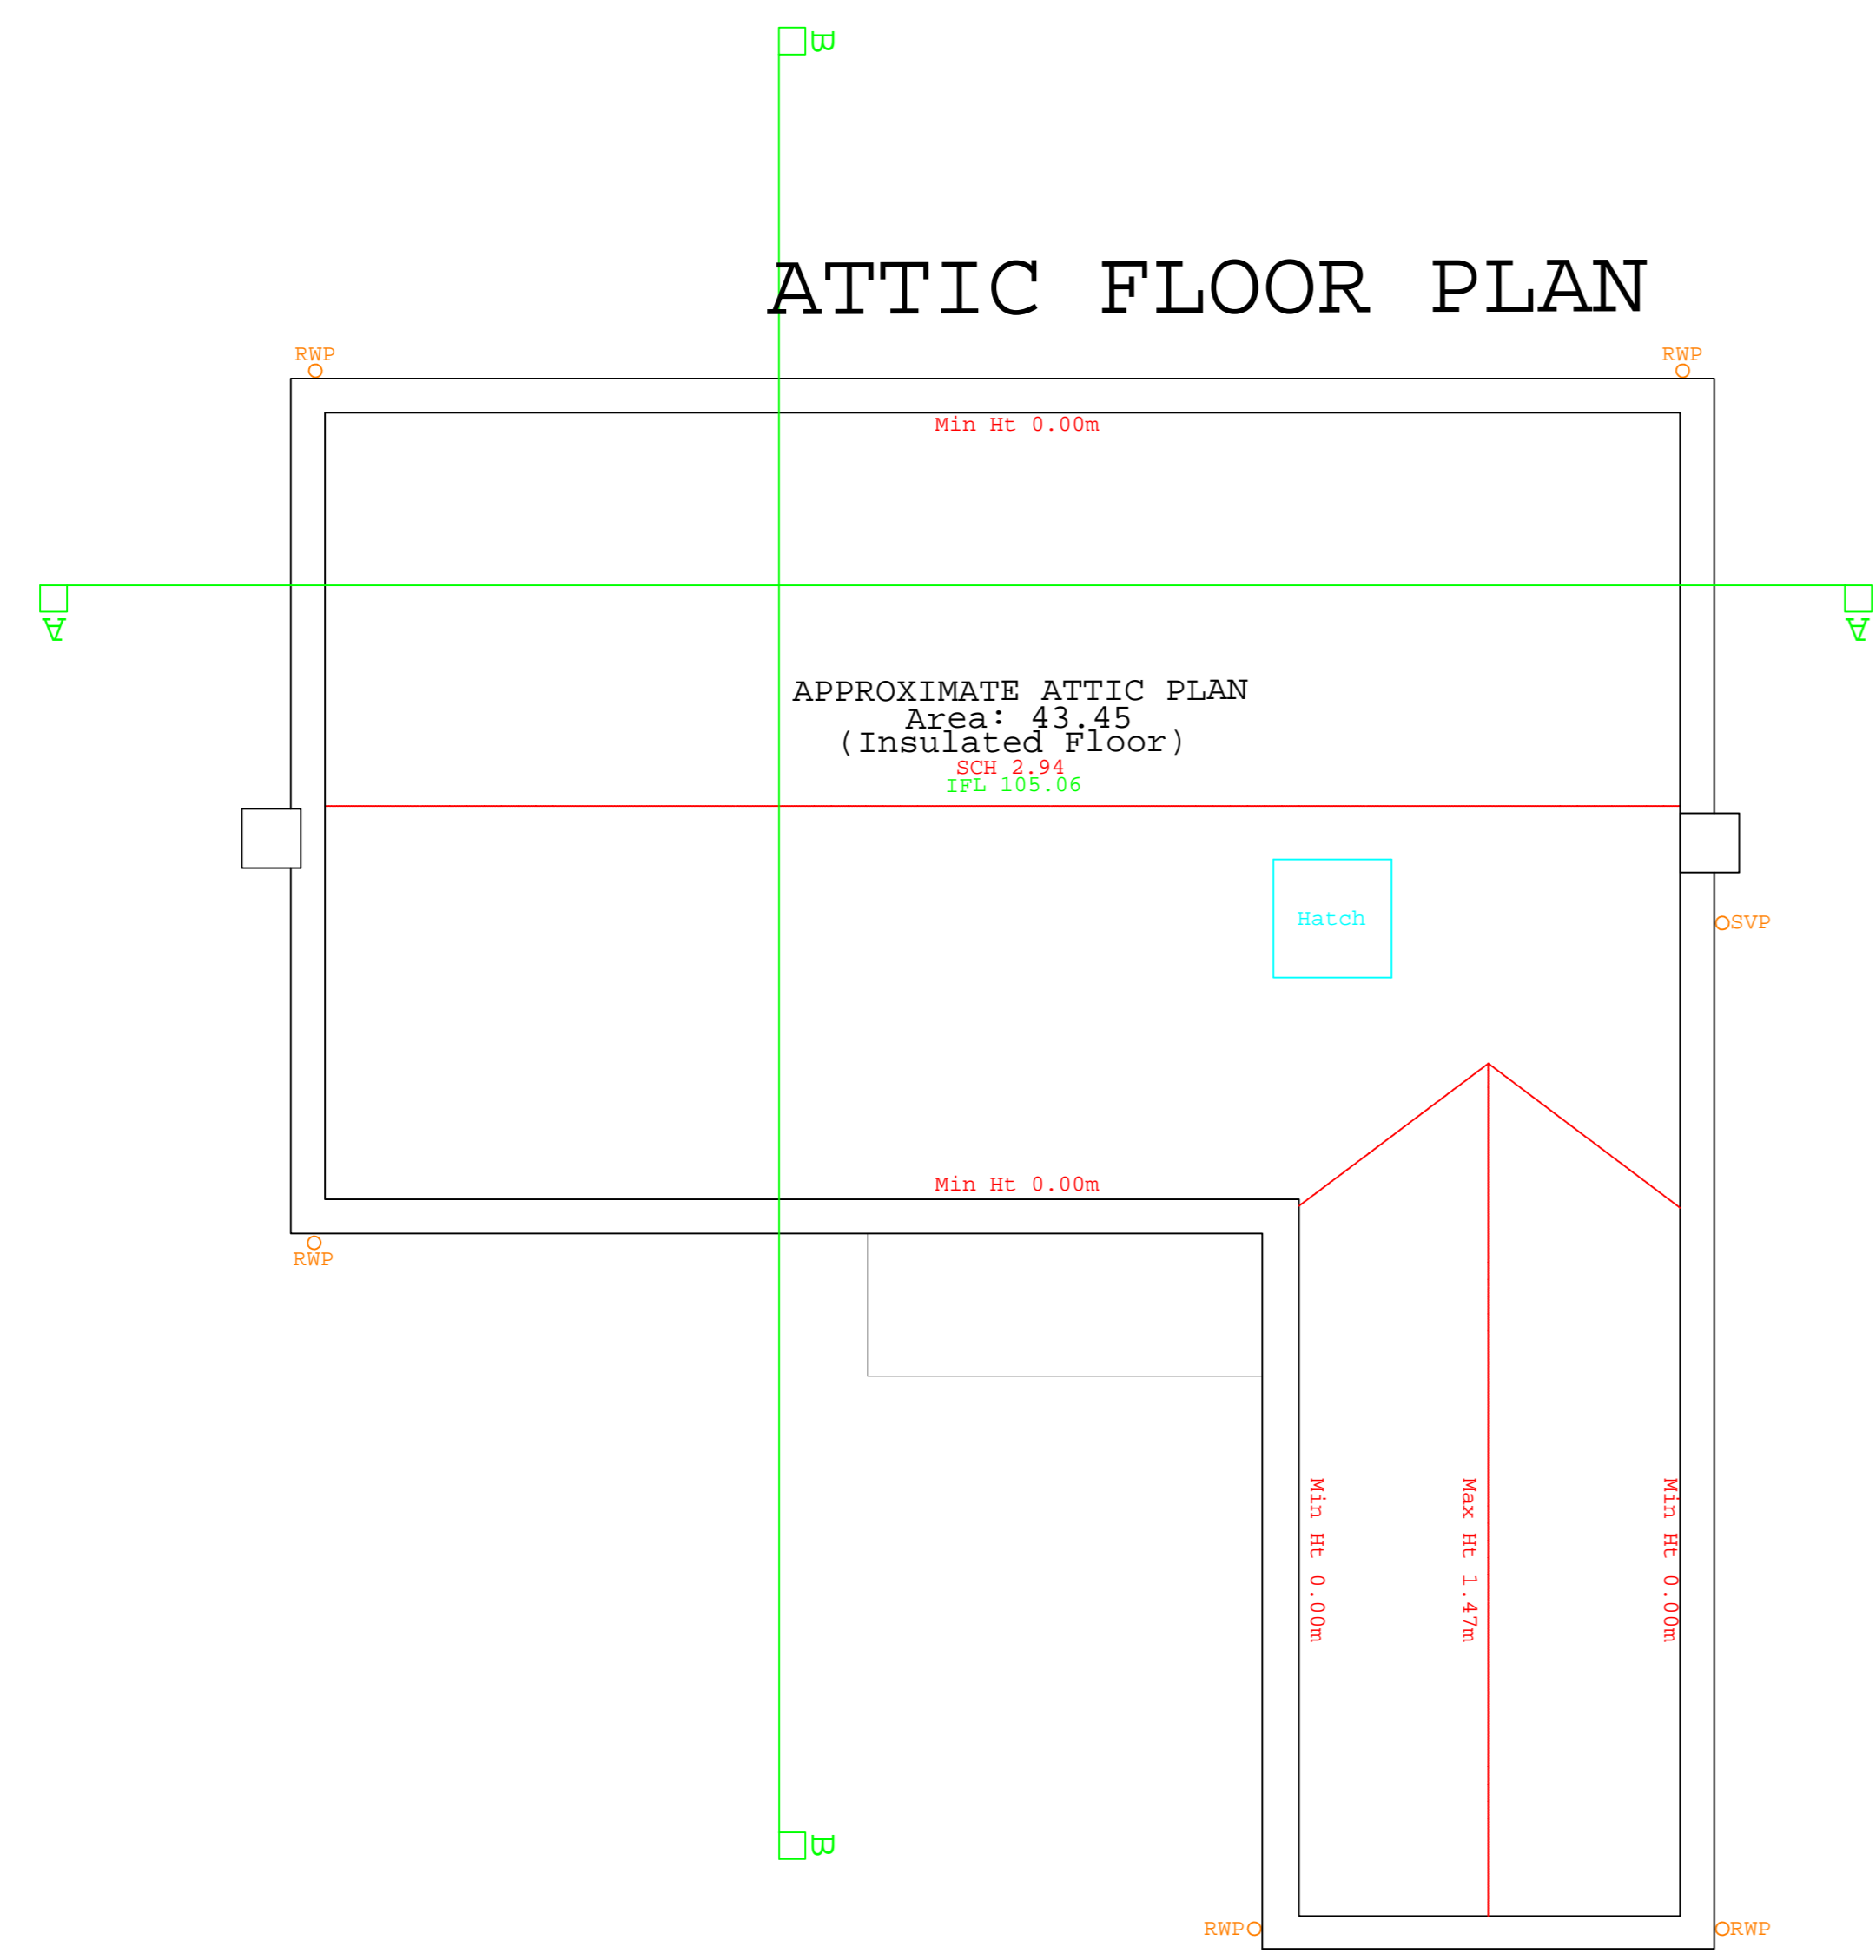 B
ATTIC FLOOR PLAN
RWP
RWP
Min Ht 0.00m
A
A
APPROXIMATE ATTIC PLAN
Area: 43.45
(Insulated Floor)
SCH 2.94
IFL 105.06
Hatch
SVP
Min Ht 0.00m
RWP
Min Ht 0.00m
Max Ht 1.47m
Min Ht 0.00m
B
RWP
RWP